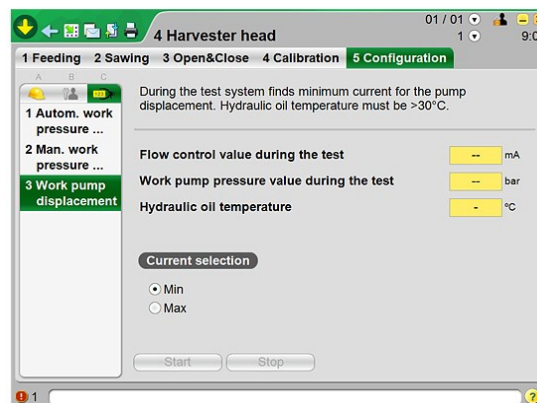 01 / 01
4 Harvester head
1
9:0
1 Feeding 2 Sawing 3 Open&Close 4 Calibration 5 Configuration
A B C
During the test system finds minimum current for the pump
displacement. Hydraulic oil temperature must be >30°C.
1 Autom. work
pressure ...
2 Man. work
pressure ...
3 Work pump
displacement
Flow control value during the test -- mA
Work pump pressure value during the test -- bar
Hydraulic oil temperature - °C
Current selection
Min
Max
Start Stop
1